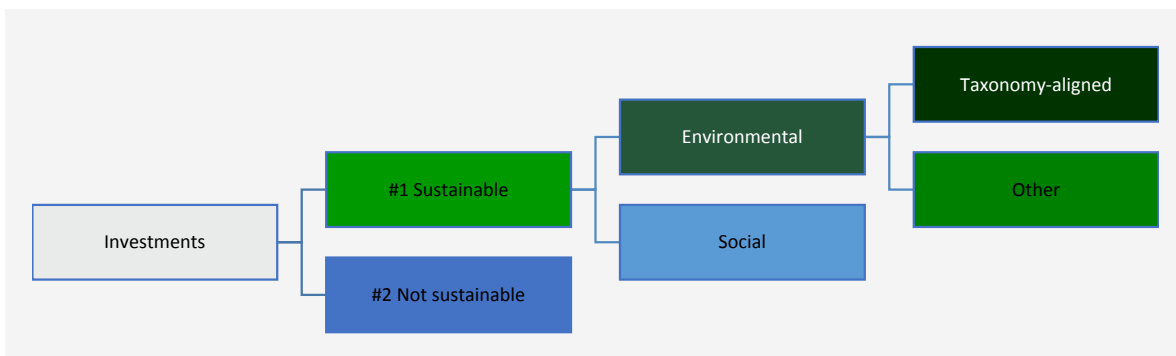 Taxonomy-aligned
Environmental
#1 Sustainable
Other
Investments
Social
#2 Not sustainable